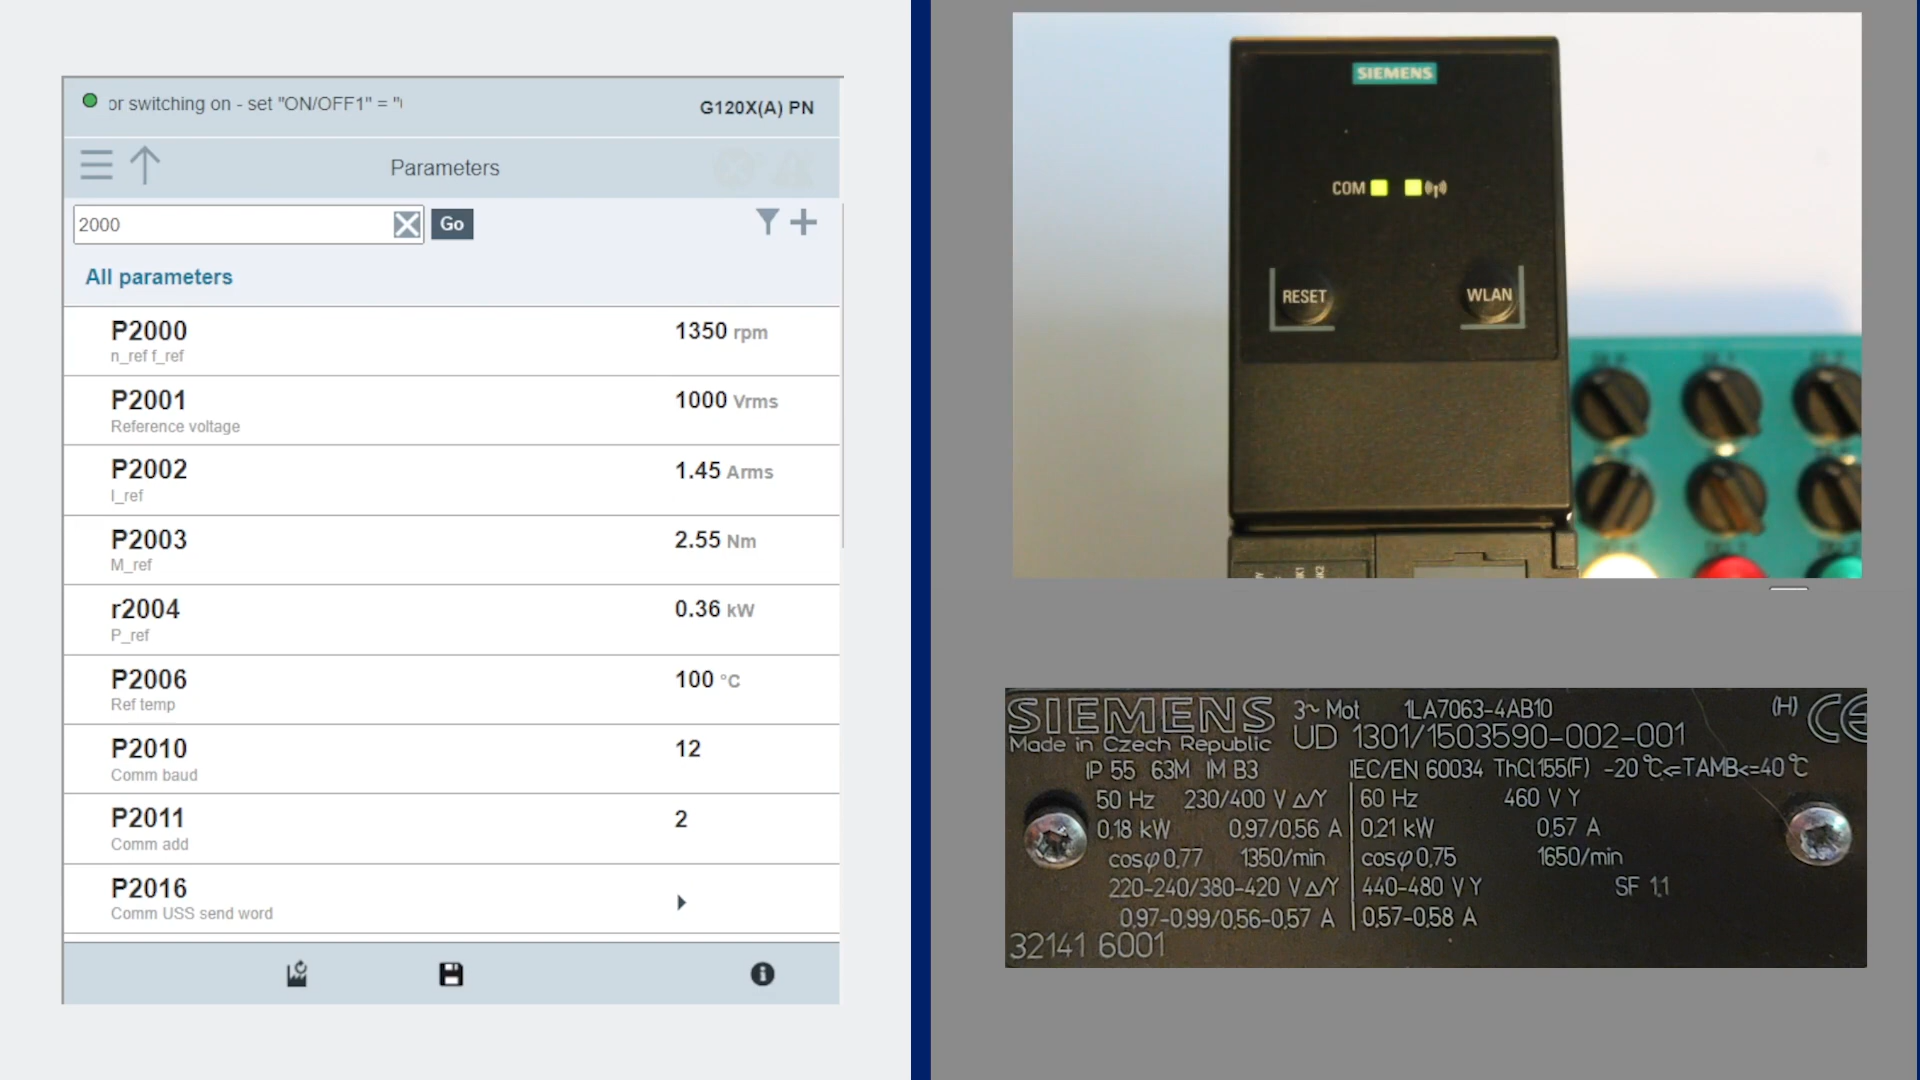 or switching on - set "ON/OFF1" = "
G120X(A) PN
Parameters
2000
Go
All parameters
P2000
1350 rpm
n_ref f_ref
P2001
1000 Vrms
Reference voltage
P2002
1.45 Arms
I_ref
P2003
2.55 Nm
M_ref
r2004
0.36 kW
P_ref
P2006
100 °C
Ref temp
P2010
12
Comm baud
P2011
2
Comm add
P2016
Comm USS send word
SIEMENS
COM
RESET
WLAN
SIEMENS
3~ Mot 1LA7063-4AB10
(H) CE
Made in Czech Republic
UD 1301/1503590-002-001
IP 55 63M IM B3
IEC/EN 60034 ThCl155(F) -20°C<=TAMB<=40°C
50 Hz 230/400 V Δ/Y
60 Hz 460 V Y
0,18 kW 0,97/0,56 A
0,21 kW 0,57 A
cosφ0,77 1350/min
cosφ0,75 1650/min
220-240/380-420 V Δ/Y
440-480 V Y SF 1,1
0,97-0,99/0,56-0,57 A
0,57-0,58 A
32141 6001